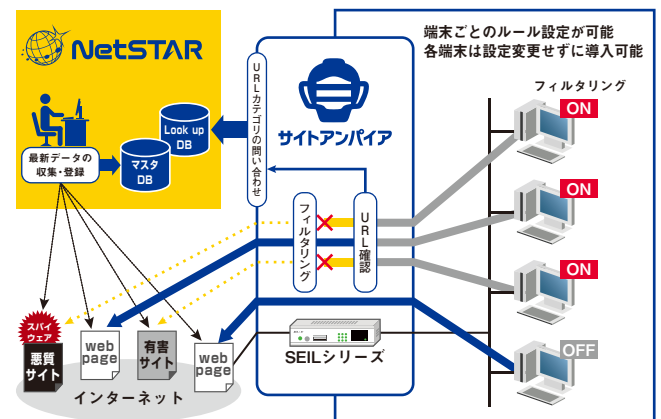 NetSTAR
最新データの
収集・登録
マスタ
DB
Look up
DB
URLカテゴリの問い合わせ
サイトアンパイア
フィルタリング
URL確認
SEILシリーズ
端末ごとのルール設定が可能
各端末は設定変更せずに導入可能
フィルタリング
ON
ON
ON
OFF
スパイ
ウェア
悪質
サイト
web
page
有害
サイト
web
page
インターネット